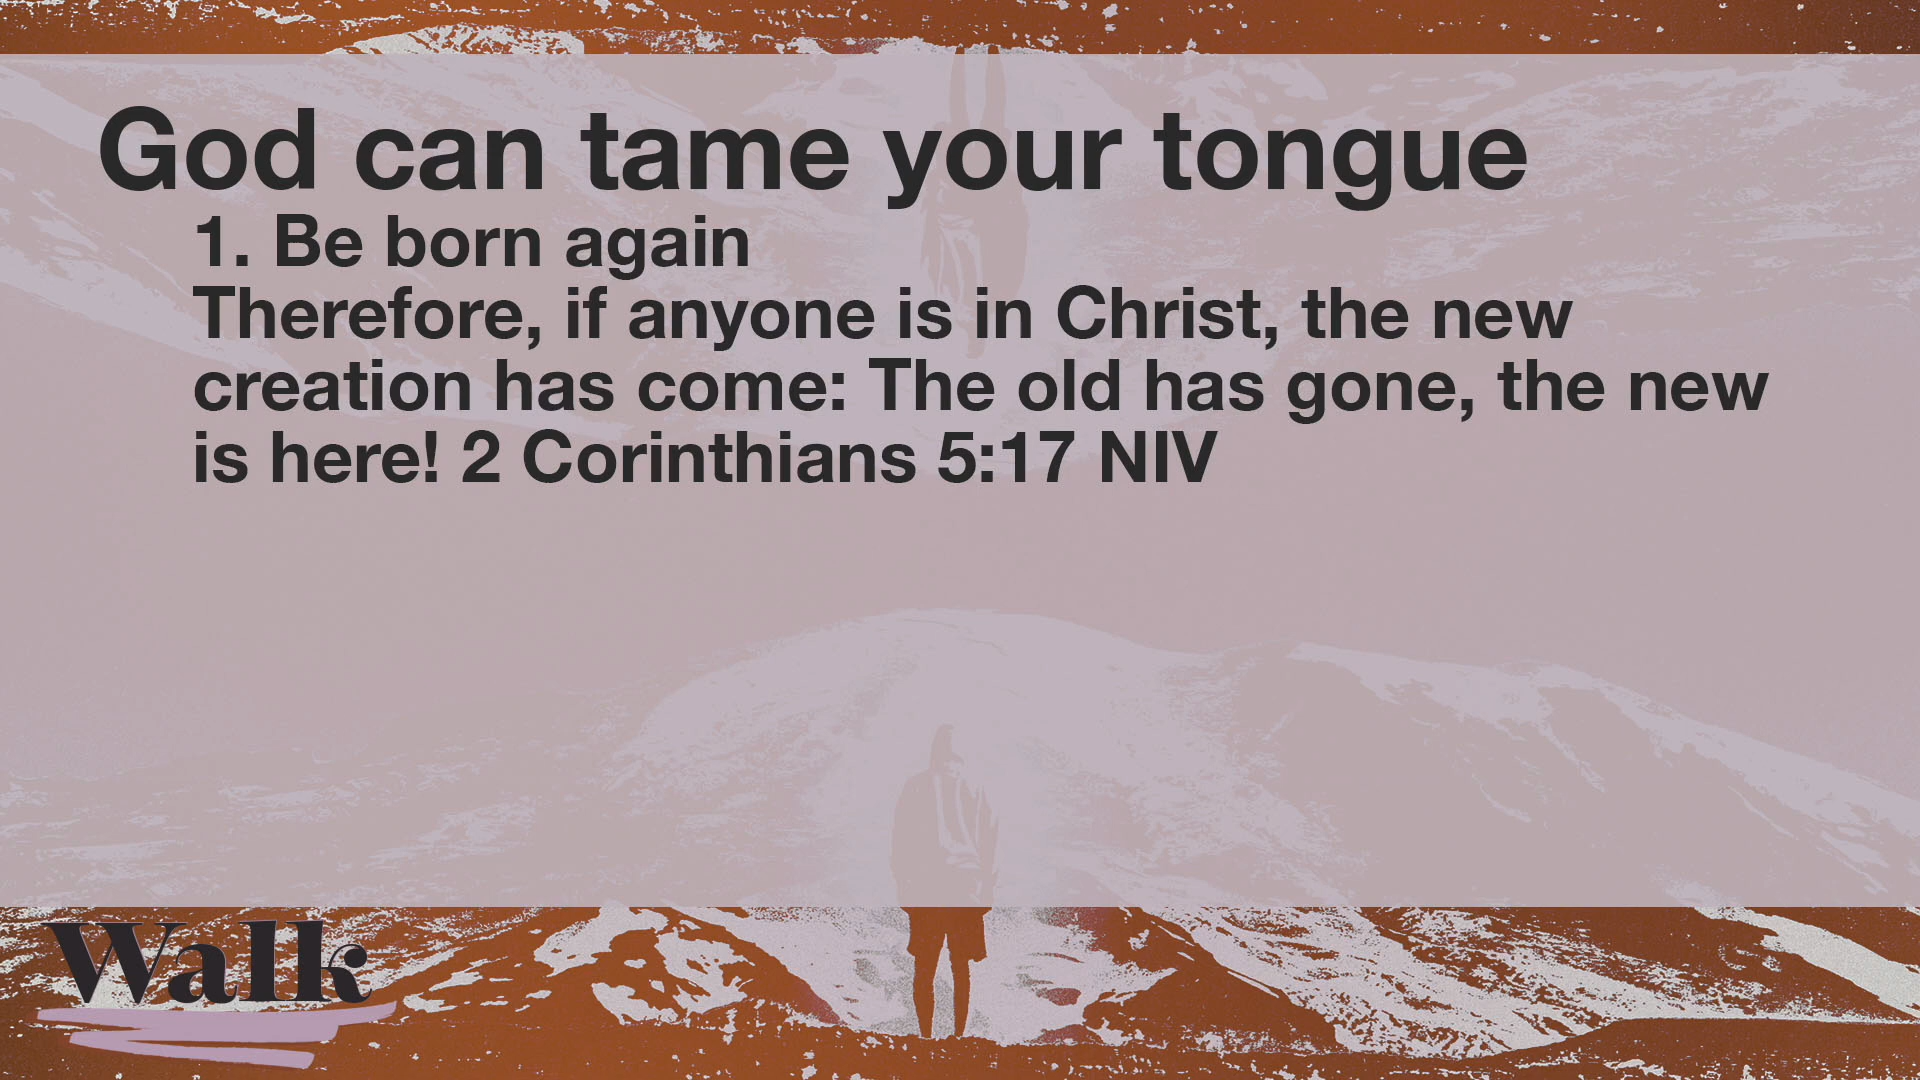 God can tame your tongue
1. Be born again
Therefore, if anyone is in Christ, the new
creation has come: The old has gone, the new
is here! 2 Corinthians 5:17 NIV
Walk